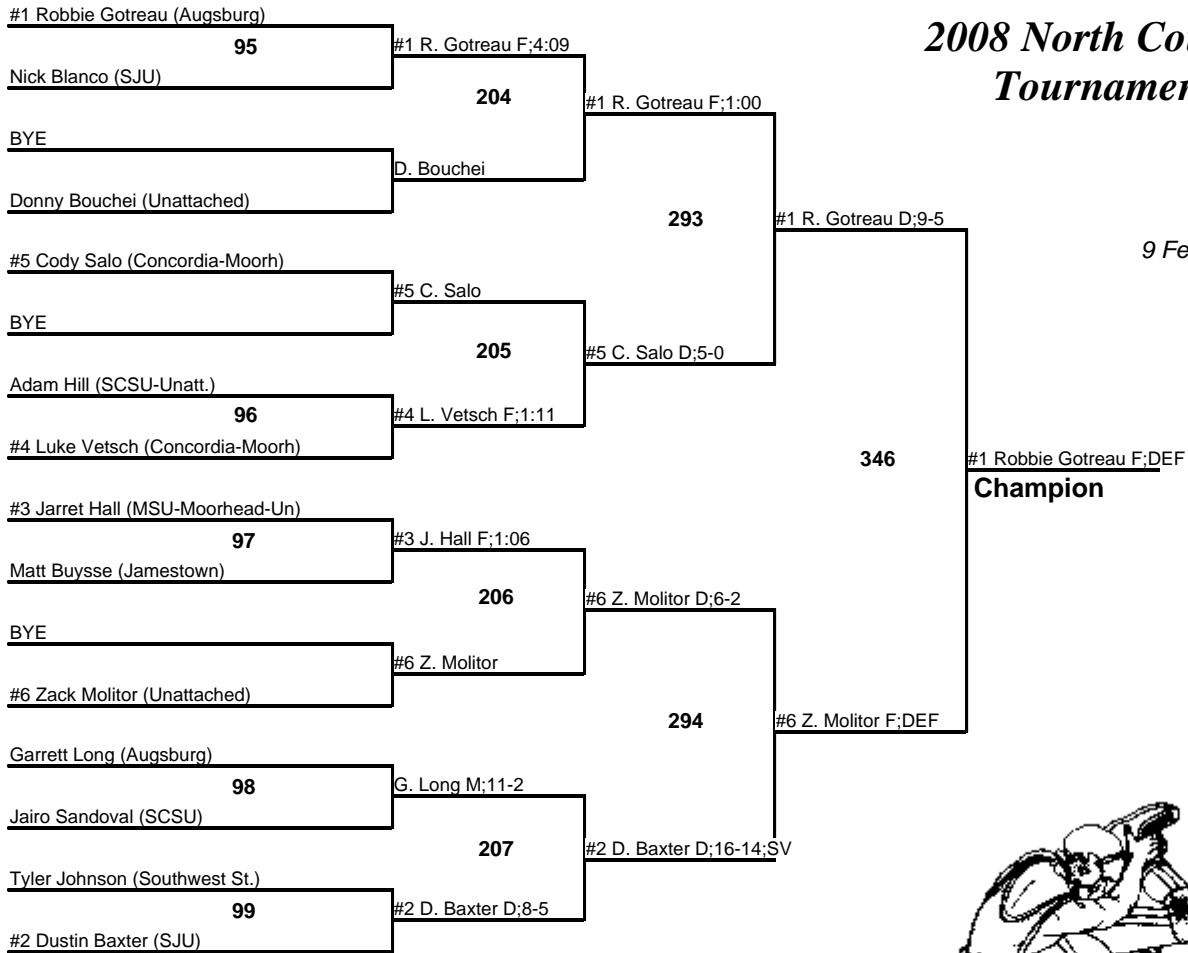 #1 Robbie Gotreau (Augsburg)
95
Nick Blanco (SJU)
#1 R. Gotreau F;4:09
204
BYE
Donny Bouchei (Unattached)
D. Bouchei
#1 R. Gotreau F;1:00
293
#5 Cody Salo (Concordia-Moorh)
BYE
#5 C. Salo
205
Adam Hill (SCSU-Unatt.)
96
#4 Luke Vetsch (Concordia-Moorh)
#4 L. Vetsch F;1:11
#5 C. Salo D;5-0
#1 R. Gotreau D;9-5
346
#3 Jarret Hall (MSU-Moorhead-Un)
97
Matt Buysse (Jamestown)
#3 J. Hall F;1:06
206
BYE
#6 Zack Molitor (Unattached)
#6 Z. Molitor
#6 Z. Molitor D;6-2
294
Garrett Long (Augsburg)
98
Jairo Sandoval (SCSU)
G. Long M;11-2
207
Tyler Johnson (Southwest St.)
99
#2 Dustin Baxter (SJU)
#2 D. Baxter D;8-5
#2 D. Baxter D;16-14;SV
#6 Z. Molitor F;DEF
#1 Robbie Gotreau F;DEF
Champion
2008 North
Tournamen
9 Fe